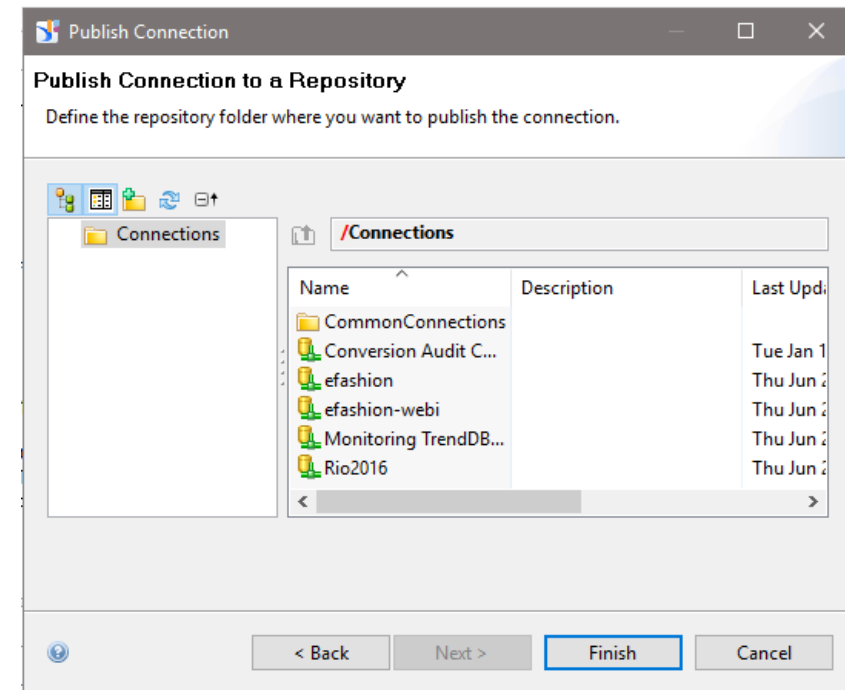 Publish Connection
Publish Connection to a Repository
Define the repository folder where you want to publish the connection.
Connections
/Connections
Name Description Last Upd
CommonConnections
Conversion Audit C... Tue Jan 1
efashion Thu Jun 2
efashion-webi Thu Jun 2
Monitoring TrendDB... Thu Jun 2
Rio2016 Thu Jun 2
< Back Next > Finish Cancel